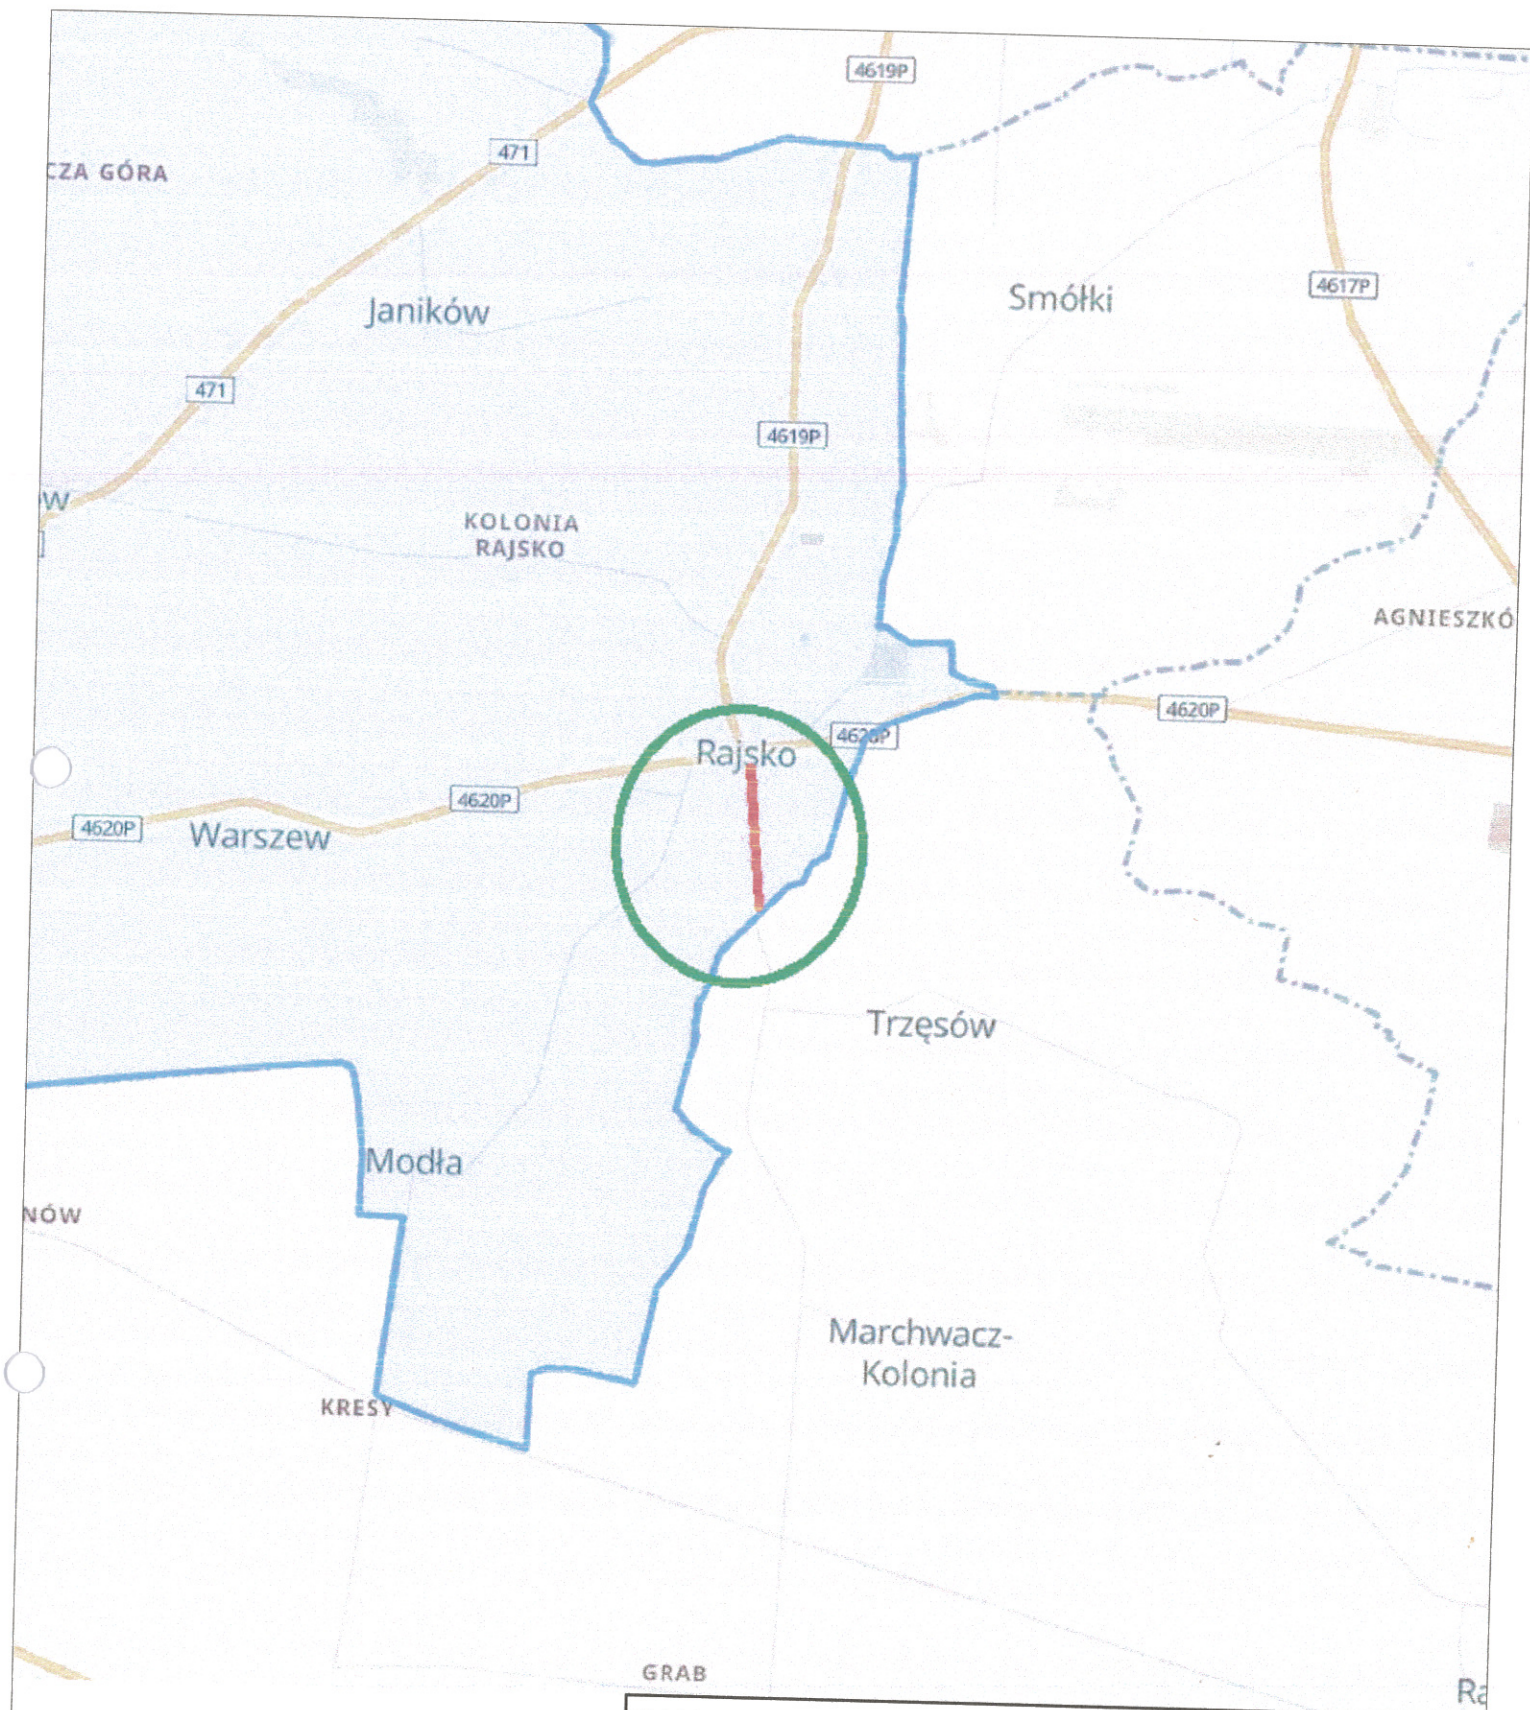 4619P
471
CZA GÓRA
Janików
Smółki
4617P
471
4619P
W
KOLONIA
RAJSKO
AGNIESZKÓ
4620P
4620P
Rajsko
4620P
4620P
Warszew
Trzęsów
Modła
NÓW
Marchwacz-
Kolonia
KRESY
GRAB
Ra